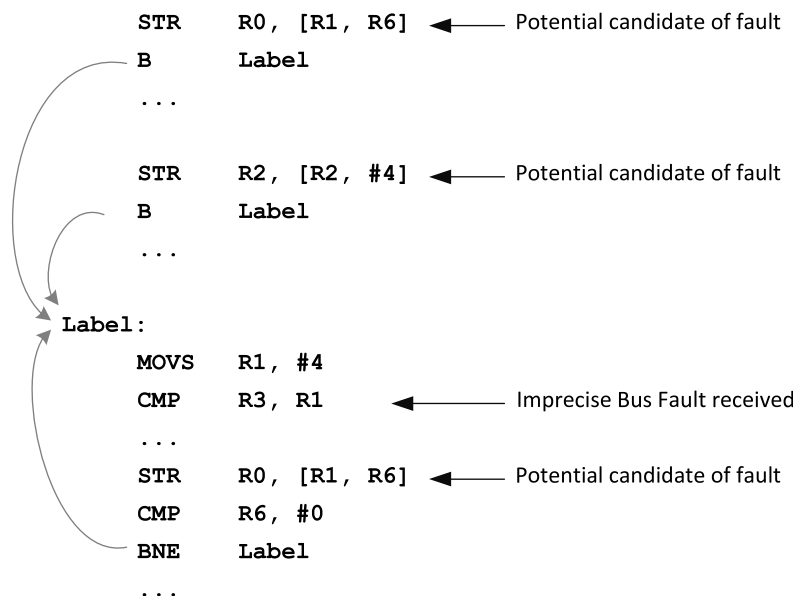 STR R0, [R1, R6] Potential candidate of fault
B Label
...
STR R2, [R2, #4] Potential candidate of fault
B Label
...
Label:
MOVS R1, #4
CMP R3, R1 Imprecise Bus Fault received
...
STR R0, [R1, R6] Potential candidate of fault
CMP R6, #0
BNE Label
...